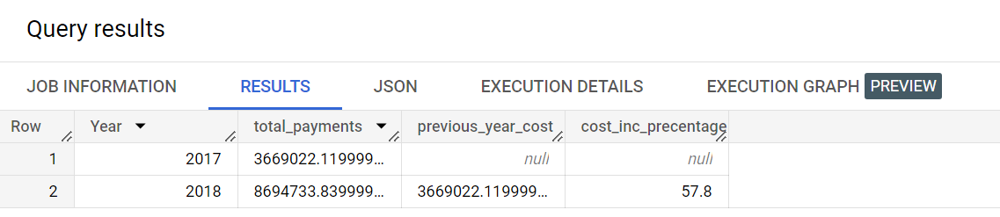 Query results
JOB INFORMATION RESULTS JSON EXECUTION DETAILS EXECUTION GRAPH PREVIEW
Row Year total_payments previous_year_cost cost_inc_precentage
1 2017 3669022.119999... null null
2 2018 8694733.839999... 3669022.119999... 57.8